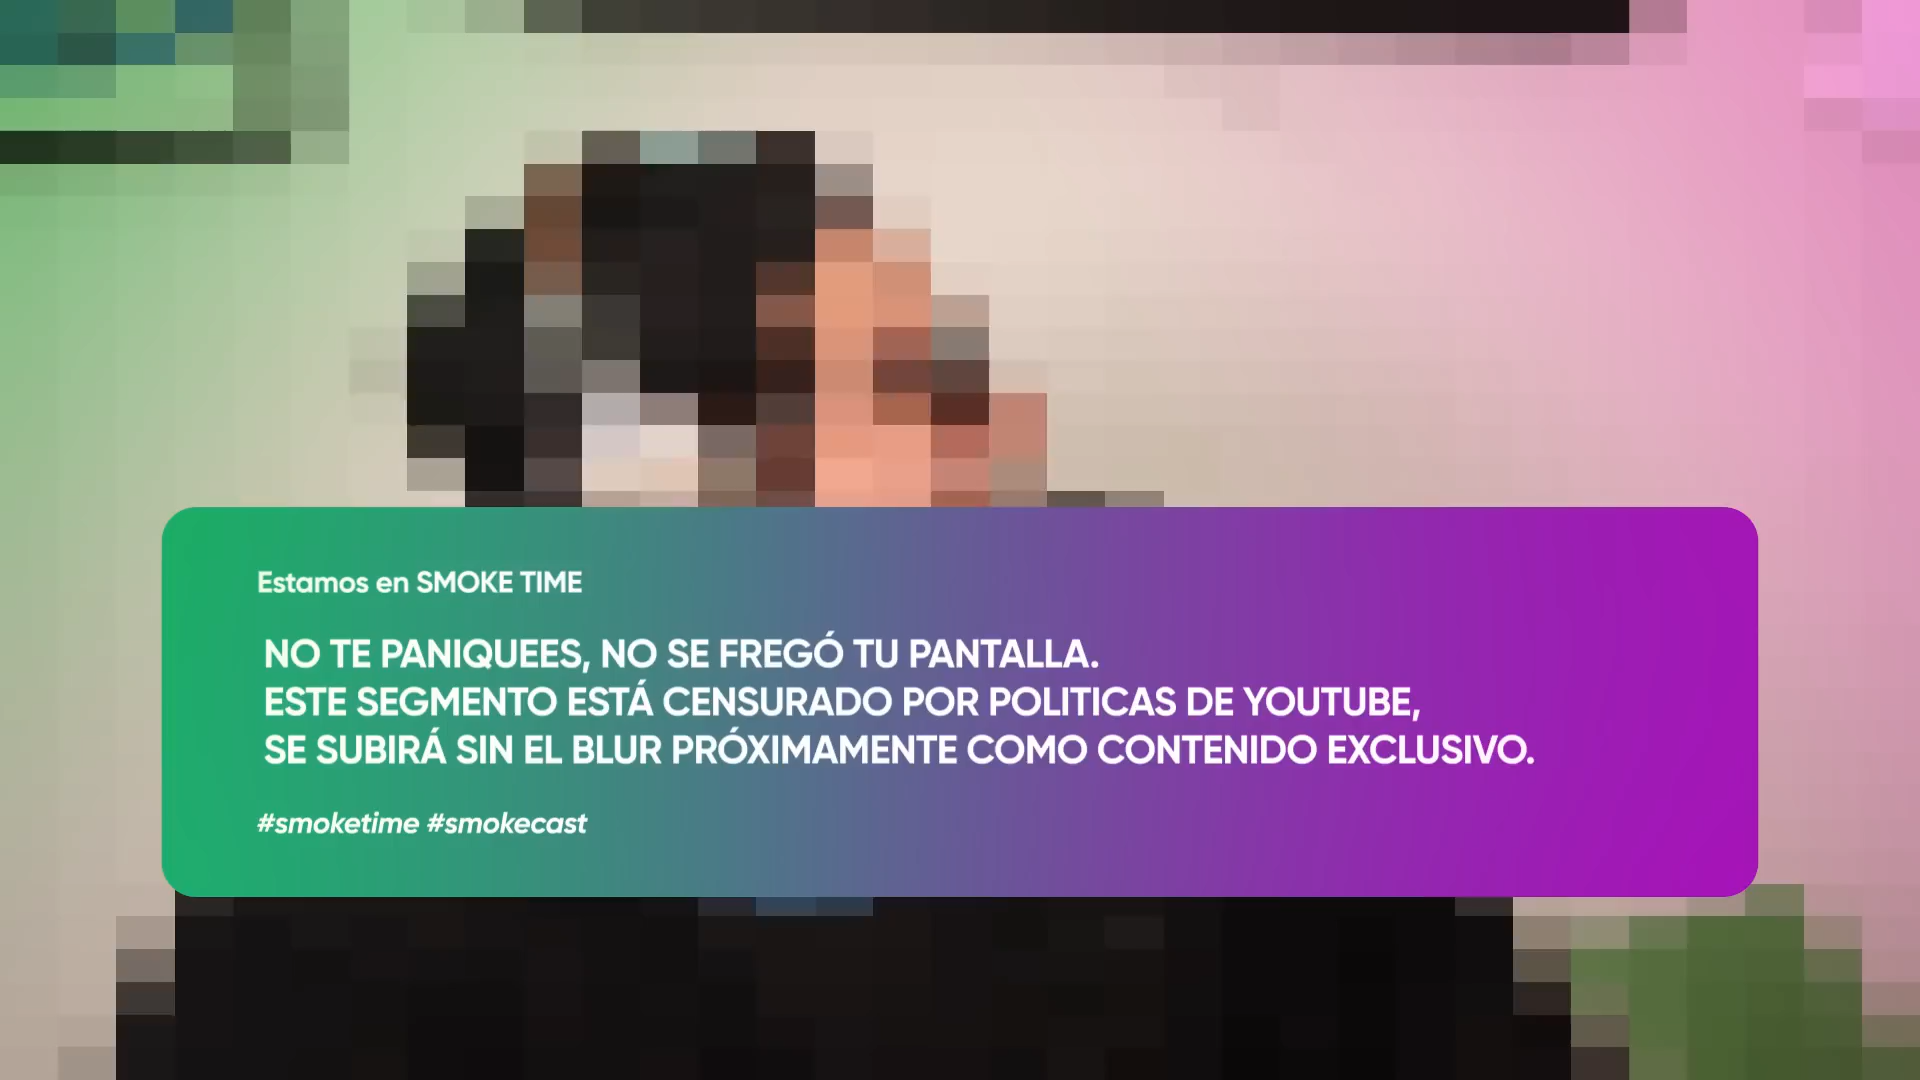 Estamos en SMOKE TIME
NO TE PANIQUEES, NO SE FREGÓ TU PANTALLA.
ESTE SEGMENTO ESTÁ CENSURADO POR POLITICAS DE YOUTUBE,
SE SUBIRÁ SIN EL BLUR PRÓXIMAMENTE COMO CONTENIDO EXCLUSIVO.
#smoketime #smokecast